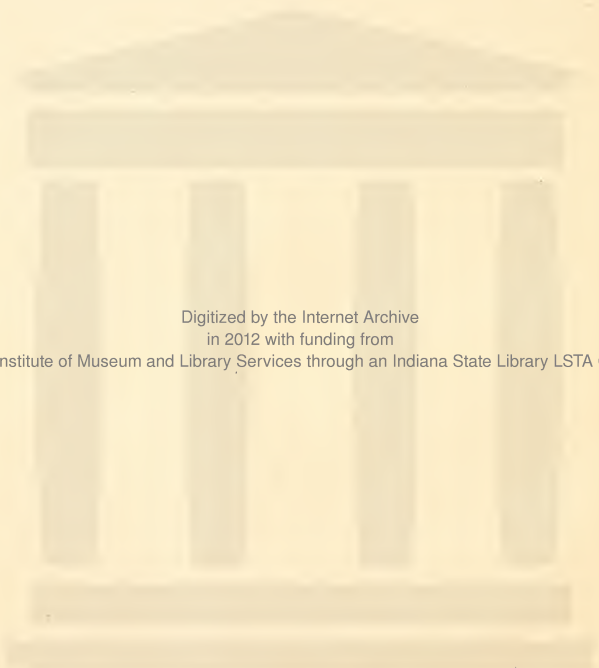 Digitized by the Internet Archive
in 2012 with funding from
nstitute of Museum and Library Services through an Indiana State Library LSTA